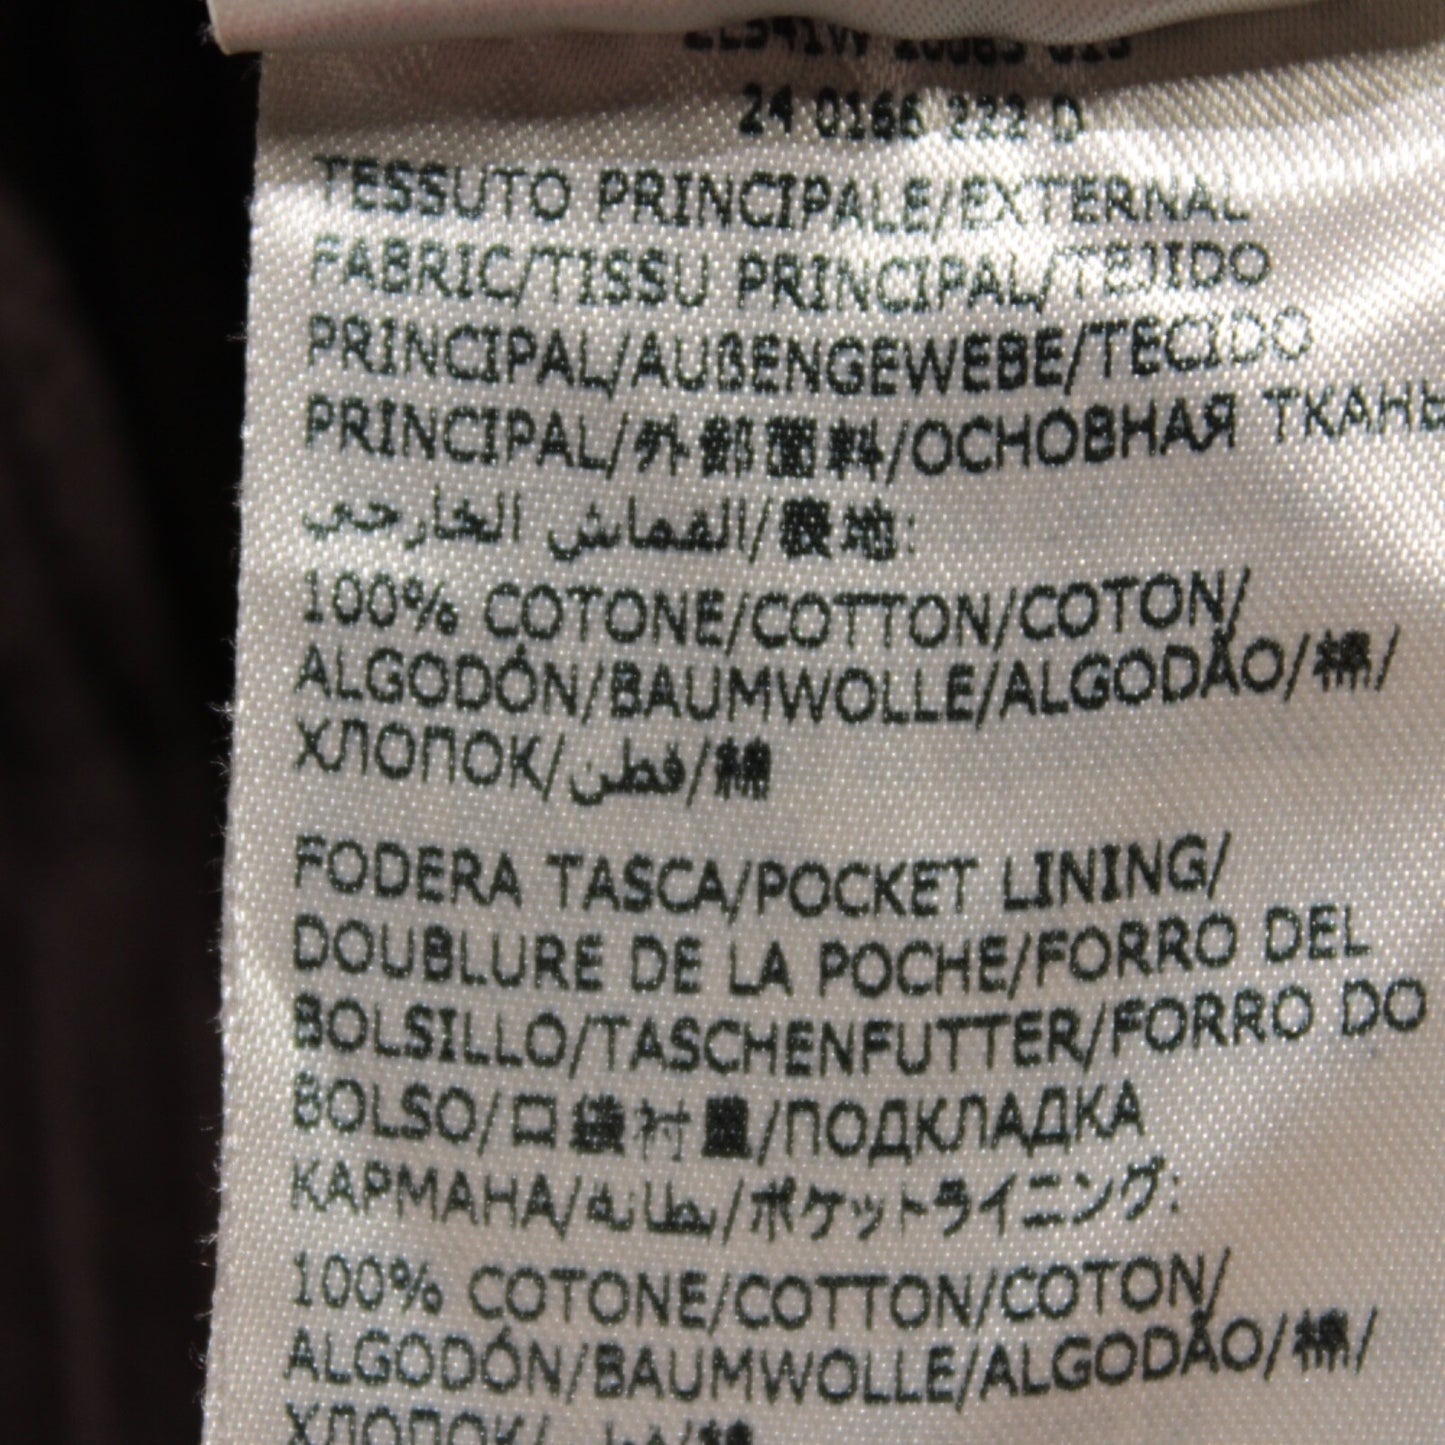 24 0166 222 D
TESSUTO PRINCIPALE/EXTERNAL
FABRIC/TISSU PRINCIPAL/TEJIDO
PRINCIPAL/AUßENGEWEBE/TECIDO
PRINCIPAL/外部面料/ОСНОВНАЯ ТКАНЬ
القماش الخارجي/表地:
100% COTONE/COTTON/COTON/
ALGODÓN/BAUMWOLLE/ALGODÃO/棉/
ХЛОПОК/قطن/綿
FODERA TASCA/POCKET LINING/
DOUBLURE DE LA POCHE/FORRO DEL
BOLSILLO/TASCHENFUTTER/FORRO DO
BOLSO/口袋衬里/ПОДКЛАДКА
КАРМАНА/بطانة/ポケットライニング:
100% COTONE/COTTON/COTON/
ALGODÓN/BAUMWOLLE/ALGODÃO/棉/
ХЛОПОК/قطن/綿